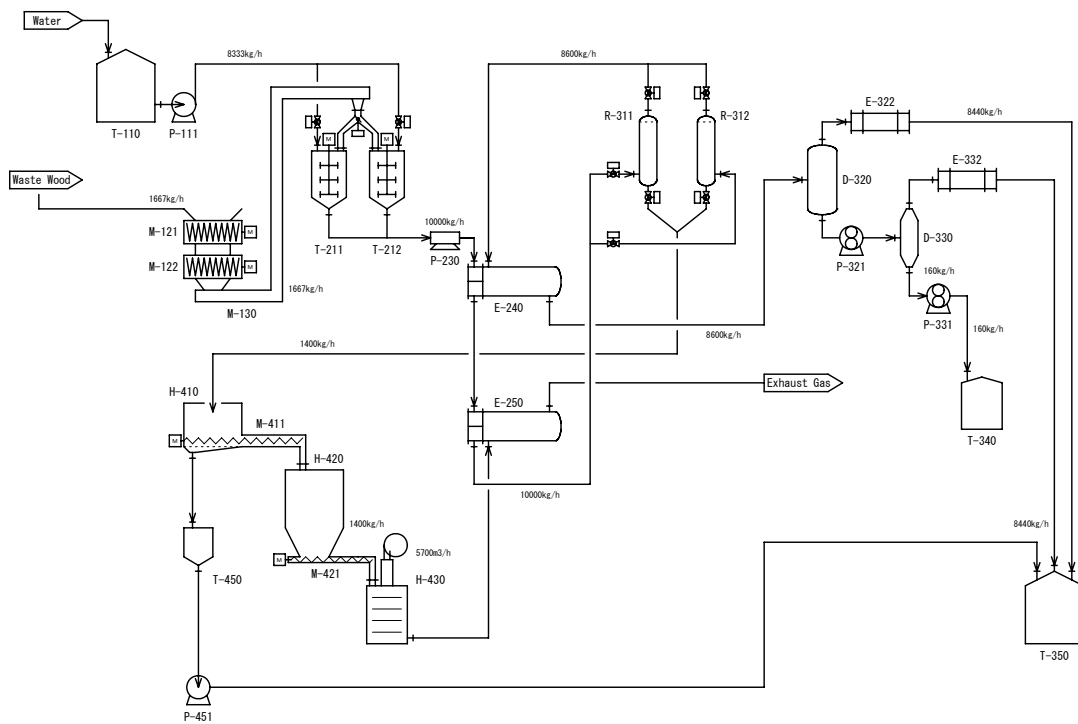 Water
8333kg/h
8600kg/h
E-322
8440kg/h
R-311
R-312
T-110
P-111
M
M
E-332
Waste Wood
D-320
1667kg/h
10000kg/h
M-121
M
T-211
T-212
D-330
P-230
M-122
M
P-321
160kg/h
1667kg/h
E-240
M-130
P-331
8600kg/h
160kg/h
1400kg/h
Exhaust Gas
H-410
E-250
M-411
T-340
M
H-420
10000kg/h
1400kg/h
8440kg/h
5700m3/h
M
M-421
T-450
H-430
T-350
P-451